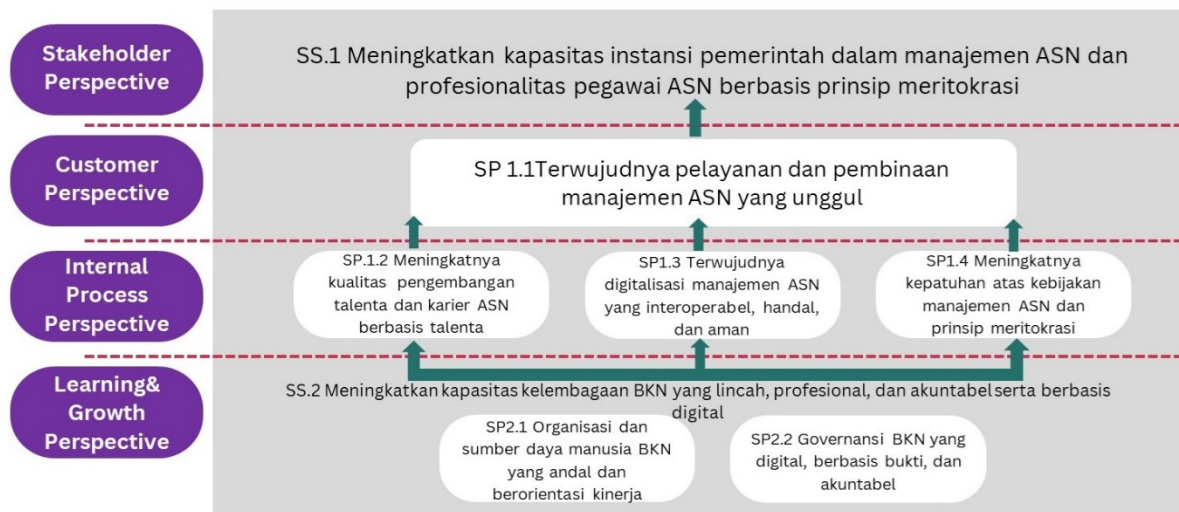 Stakeholder
Perspective
SS.1 Meningkatkan kapasitas instansi pemerintah dalam manajemen ASN dan
profesionalitas pegawai ASN berbasis prinsip meritokrasi
Customer
Perspective
SP 1.1Terwujudnya pelayanan dan pembinaan
manajemen ASN yang unggul
Internal
Process
Perspective
SP.1.2 Meningkatnya
kualitas pengembangan
talenta dan karier ASN
berbasis talenta
SP1.3 Terwujudnya
digitalisasi manajemen ASN
yang interoperabel, handal,
dan aman
SP1.4 Meningkatnya
kepatuhan atas kebijakan
manajemen ASN dan
prinsip meritokrasi
Learning&
Growth
Perspective
SS.2 Meningkatkan kapasitas kelembagaan BKN yang lincah, profesional, dan akuntabel serta berbasis
digital
SP2.1 Organisasi dan
sumber daya manusia BKN
yang andal dan
berorientasi kinerja
SP2.2 Governansi BKN yang
digital, berbasis bukti, dan
akuntabel